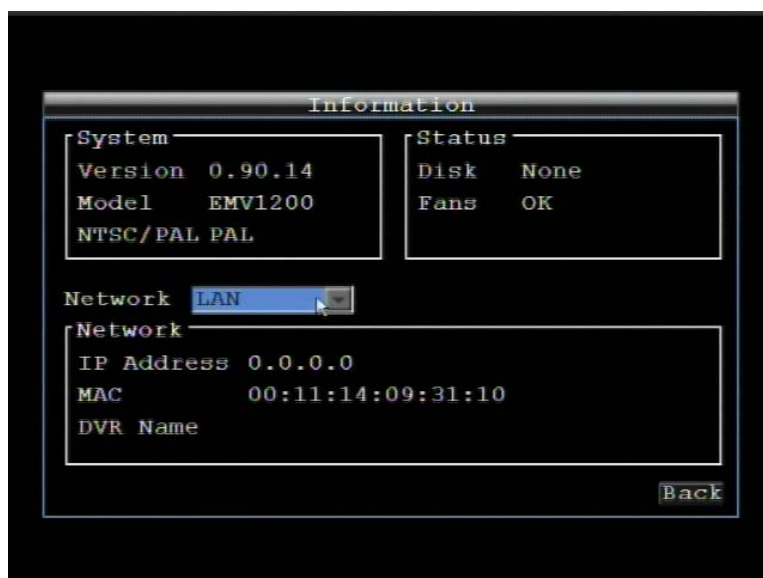 Information
System
Version 0.90.14
Model EMV1200
NTSC/PAL PAL
Status
Disk None
Fans OK
Network LAN
Network
IP Address 0.0.0.0
MAC 00:11:14:09:31:10
DVR Name
Back